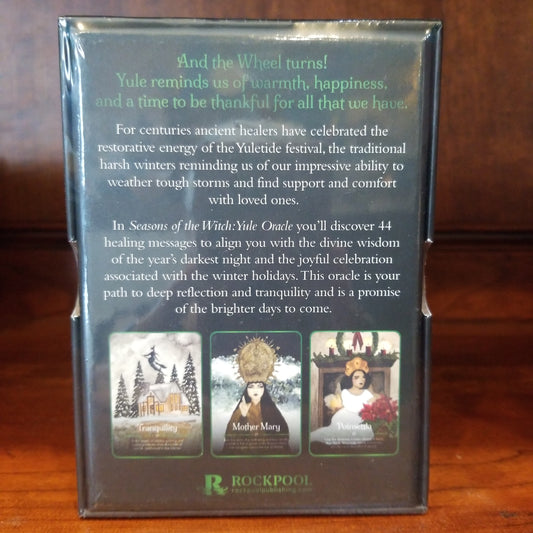 And the Wheel turns!
Yule reminds us of warmth, happiness,
and a time to be thankful for all that we have.
For centuries ancient healers have celebrated the
restorative energy of the Yuletide festival, the traditional
harsh winters reminding us of our impressive ability to
weather tough storms and find support and comfort
with loved ones.
In Seasons of the Witch: Yule Oracle you'll discover 44
healing messages to align you with the divine wisdom
of the year's darkest night and the joyful celebration
associated with the winter holidays. This oracle is your
path to deep reflection and tranquility and is a promise
of the brighter days to come.
Tranquility
Mother Mary
Poinsettia
ROCKPOOL
rockpoolpublishing.com